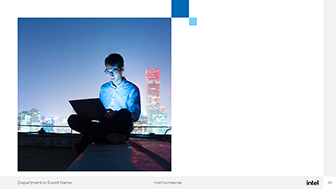 Department or Event Name
Intel Confidential
intel